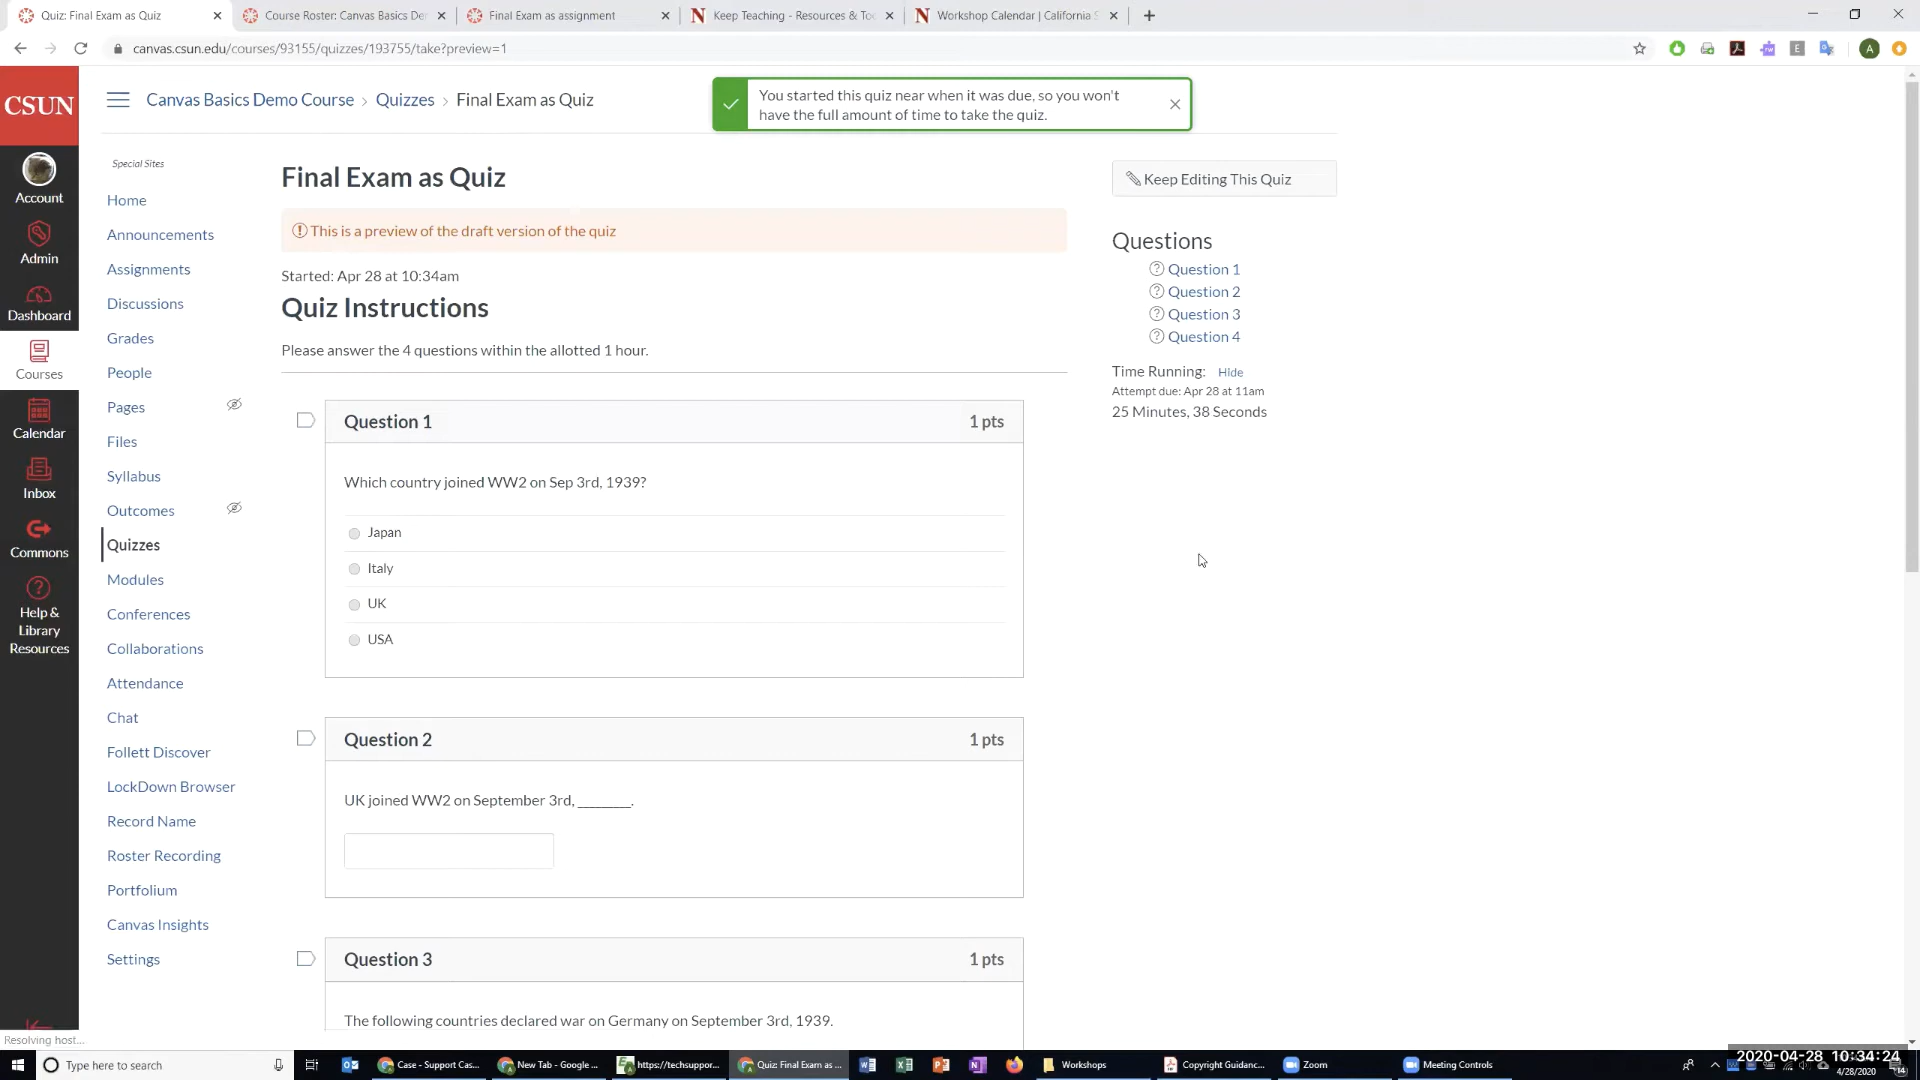 Quiz: Final Exam as Quiz
Course Roster: Canvas Basics De
Final Exam as assignment
Keep Teaching - Resources & Too
Workshop Calendar | California S
canvas.csun.edu/courses/93155/quizzes/193755/take?preview=1
CSUN
Canvas Basics Demo Course › Quizzes › Final Exam as Quiz
You started this quiz near when it was due, so you won't
have the full amount of time to take the quiz.
Account
Admin
Dashboard
Courses
Calendar
Inbox
Commons
Help &
Library
Resources
Special Sites
Home
Announcements
Assignments
Discussions
Grades
People
Pages
Files
Syllabus
Outcomes
Quizzes
Modules
Conferences
Collaborations
Attendance
Chat
Follett Discover
LockDown Browser
Record Name
Roster Recording
Portfolium
Canvas Insights
Settings
Final Exam as Quiz
This is a preview of the draft version of the quiz
Started: Apr 28 at 10:34am
Quiz Instructions
Please answer the 4 questions within the allotted 1 hour.
Question 1 1 pts
Which country joined WW2 on Sep 3rd, 1939?
Japan
Italy
UK
USA
Question 2 1 pts
UK joined WW2 on September 3rd, ________.
Question 3 1 pts
The following countries declared war on Germany on September 3rd, 1939.
Keep Editing This Quiz
Questions
Question 1
Question 2
Question 3
Question 4
Time Running: Hide
Attempt due: Apr 28 at 11am
25 Minutes, 38 Seconds
Resolving host...
Type here to search
Case - Support Cas...
New Tab - Google ...
https://techsuppor...
Quiz: Final Exam as ...
Workshops
Copyright Guidanc...
Zoom
Meeting Controls
2020-04-28 10:34:24
4/28/2020